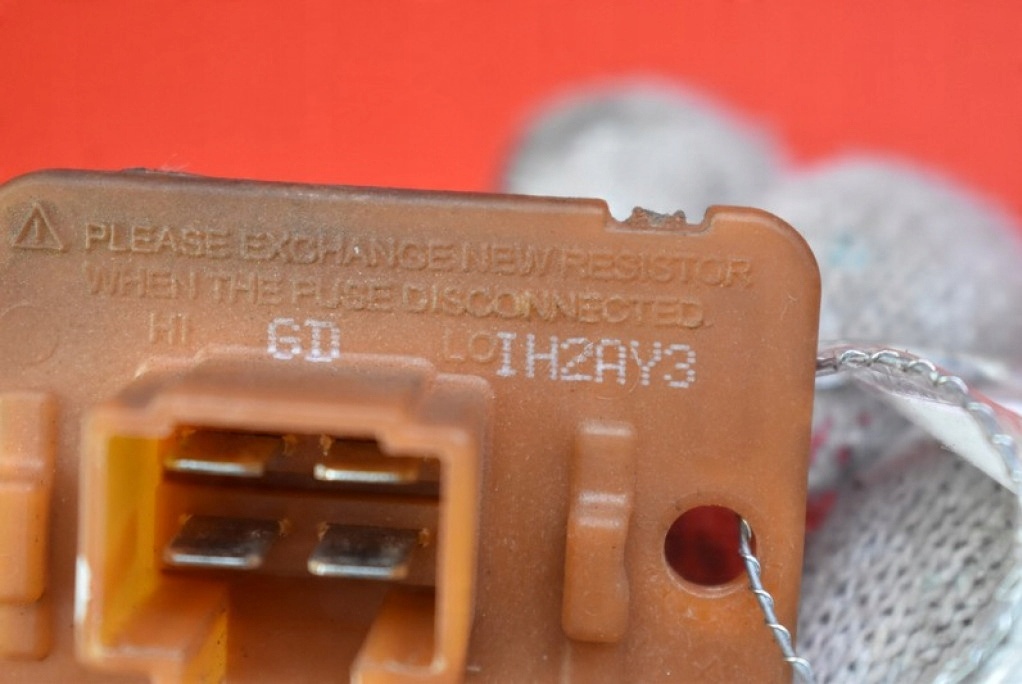 PLEASE EXCHANGE NEW RESISTOR
WHEN THE FUSE DISCONNECTED.
HI GD LO IH2AY3